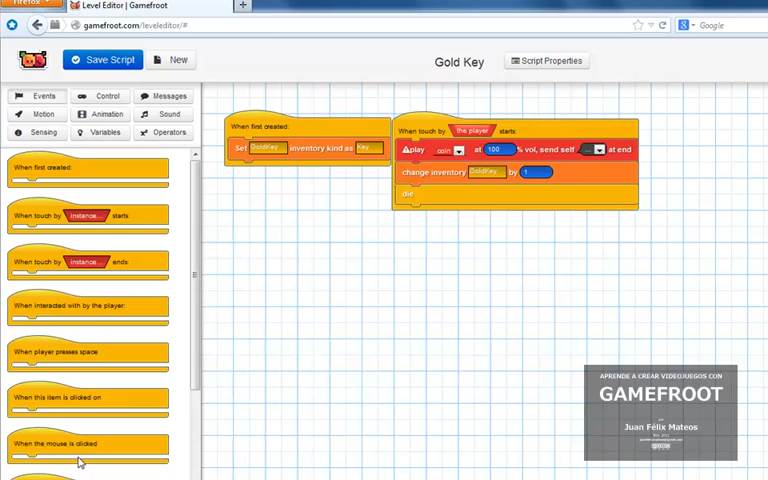 Firefox
Level Editor | Gamefroot
gamefroot.com/leveleditor/#
Google
Save Script
New
Gold Key
Script Properties
Events
Control
Messages
Motion
Animation
Sound
Sensing
Variables
Operators
When first created:
When touch by instance... starts:
When touch by instance... ends:
When interacted with by the player:
When player presses space
When this item is clicked on
When the mouse is clicked
When first created:
Set GoldKey inventory kind as Key
When touch by the player starts:
play coin at 100 % vol, send self ... at end
change inventory GoldKey by 1
die
APRENDE A CREAR VIDEOJUEGOS CON
GAMEFROOT
por
Juan Félix Mateos